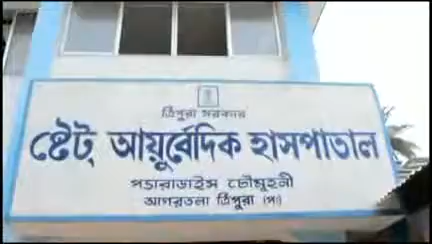 ত্রিপুরা সরকার
ষ্টেট্ আয়ুর্বেদিক হাসপাতাল
প্যারাডাইস চৌমুহনী
আগরতলা ত্রিপুরা (পঃ)